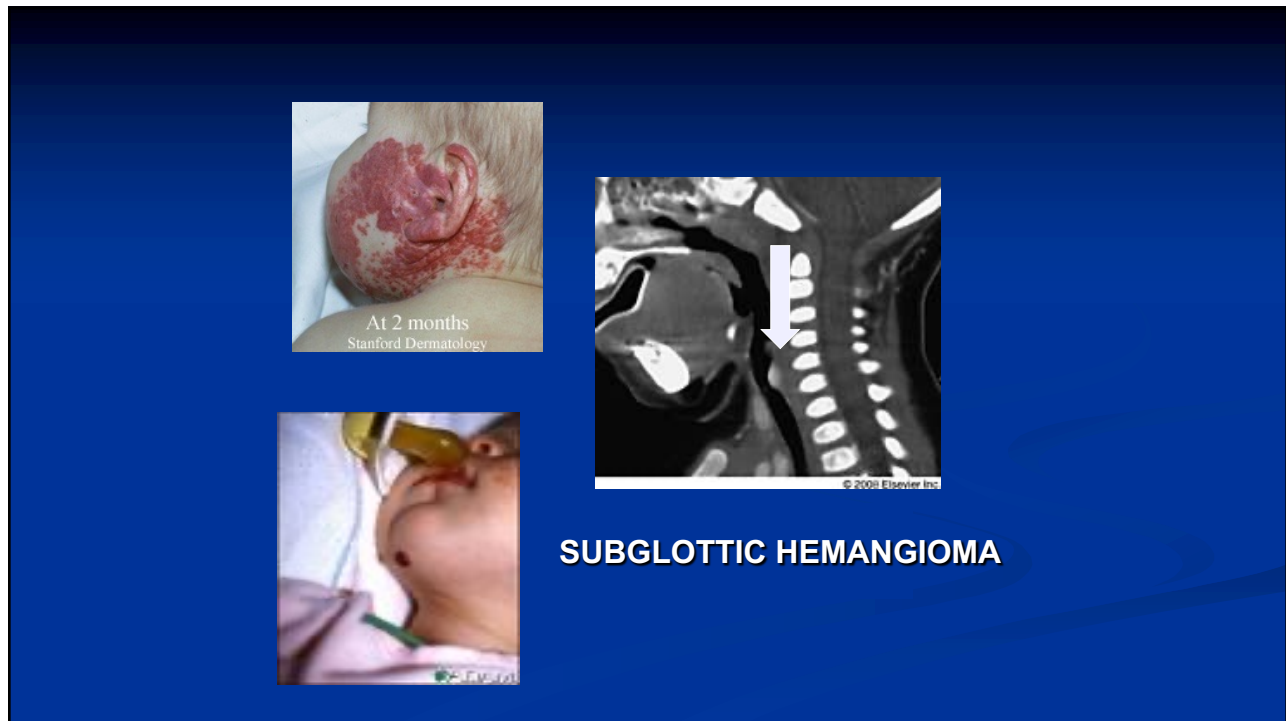 At 2 months
Stanford Dermatology
© 2008 Elsevier Inc.
SUBGLOTTIC HEMANGIOMA